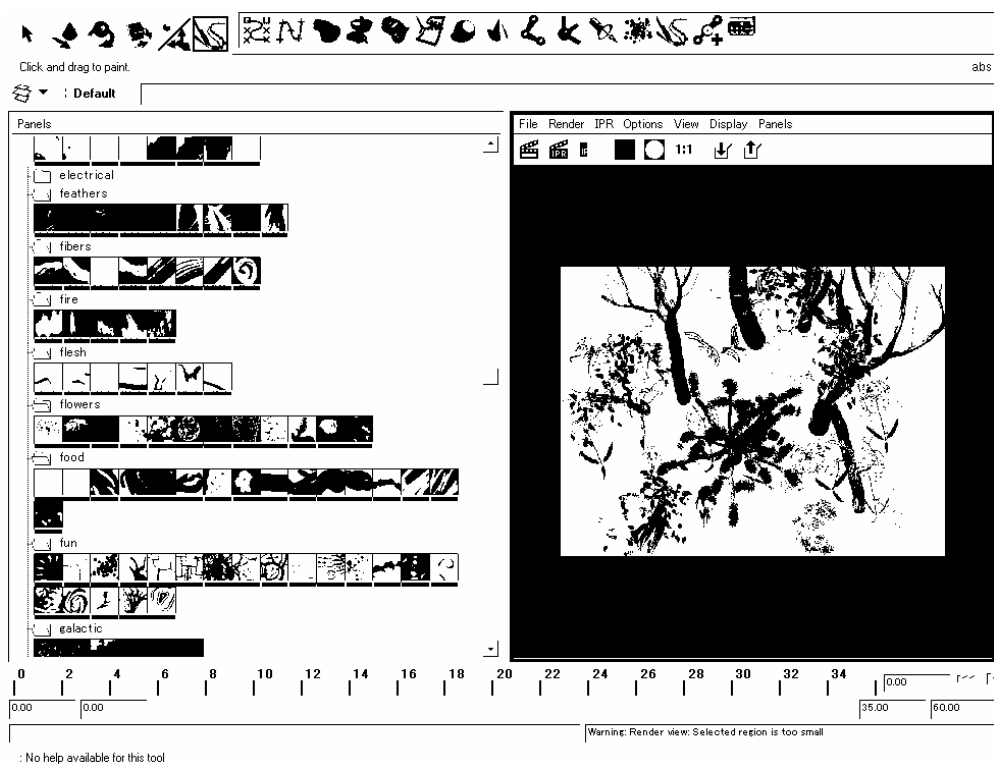 Click and drag to paint.
abs
Default
Panels
File Render IPR Options View Display Panels
IPR 1:1
electrical
feathers
fibers
fire
flesh
flowers
food
fun
galactic
0 2 4 6 8 10 12 14 16 18 20 22 24 26 28 30 32 34
0.00
0.00 0.00 35.00 60.00
Warning: Render view: Selected region is too small
: No help available for this tool